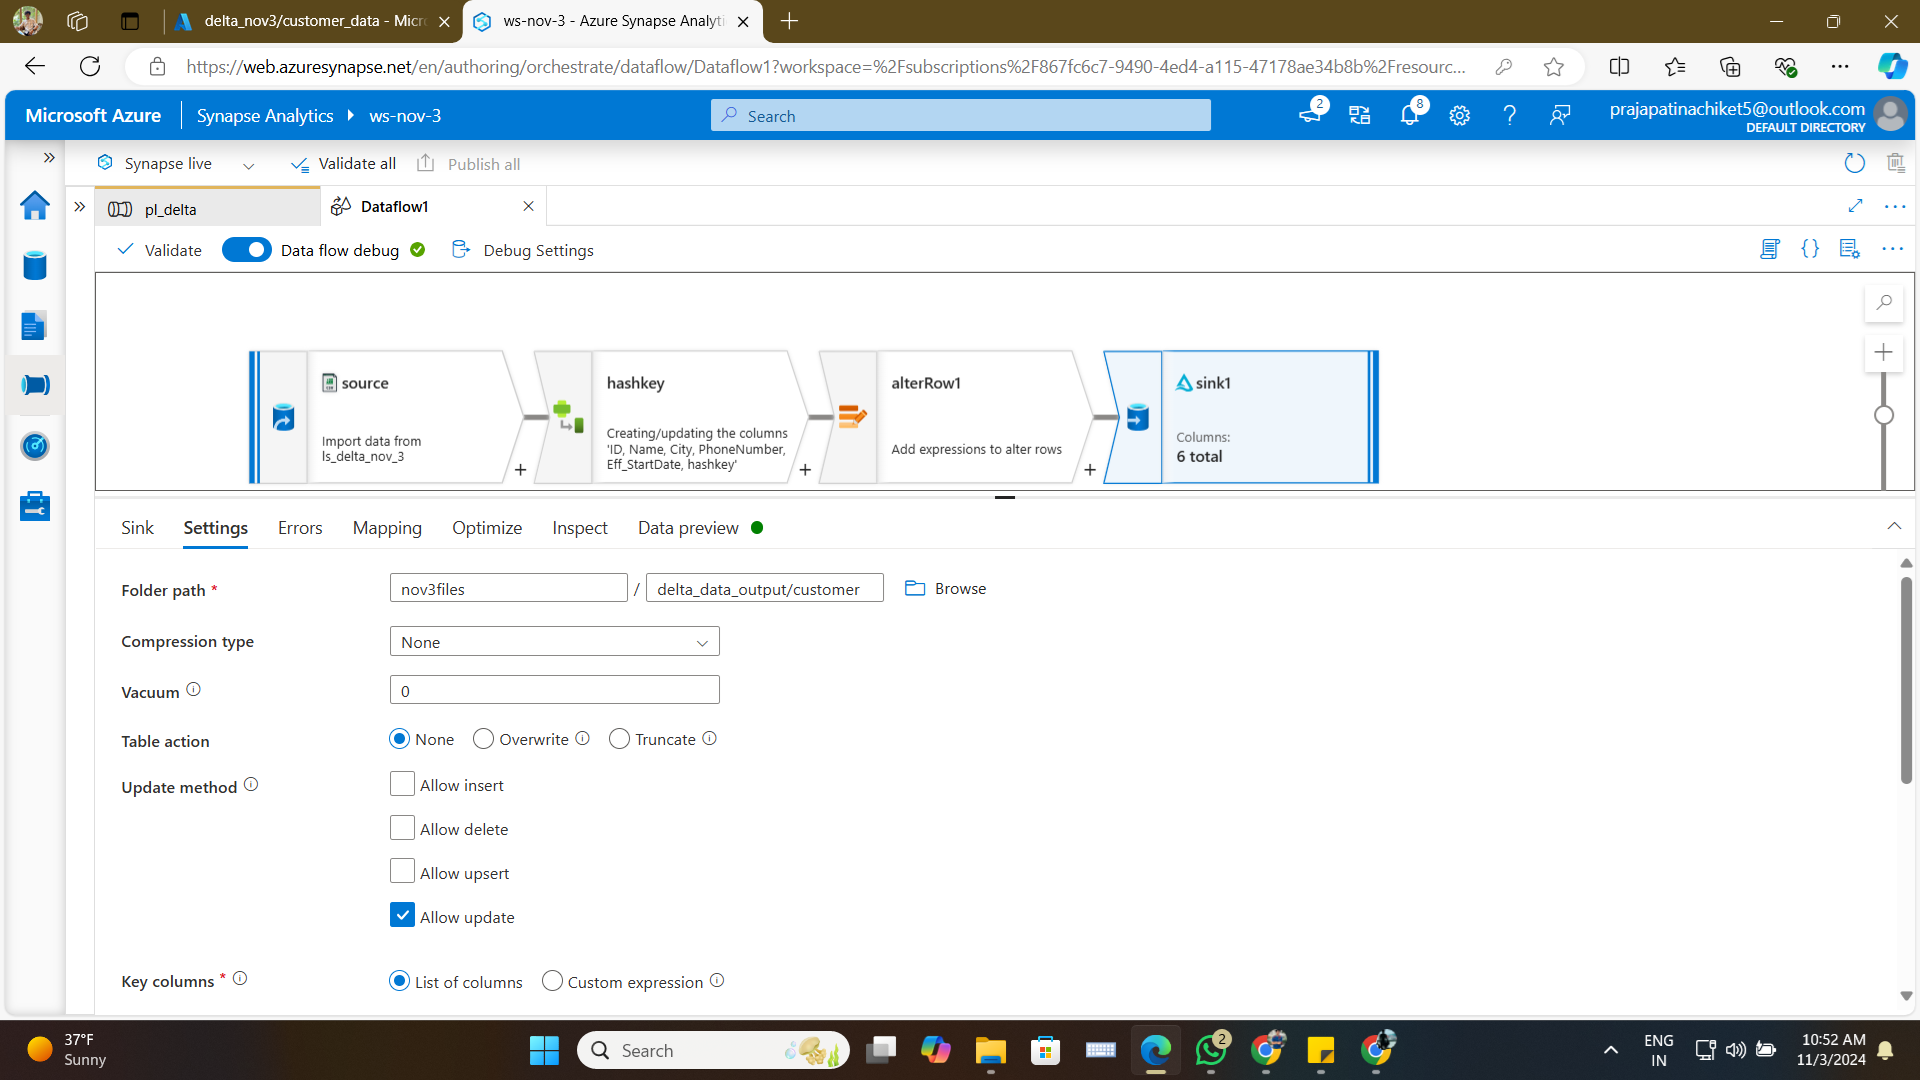 delta_nov3/customer_data - Micr
ws-nov-3 - Azure Synapse Analyti
https://web.azuresynapse.net/en/authoring/orchestrate/dataflow/Dataflow1?workspace=%2Fsubscriptions%2F867fc6c7-9490-4ed4-a115-47178ae34b8b%2Fresourc...
Microsoft Azure
Synapse Analytics
ws-nov-3
Search
2
8
prajapatinachiket5@outlook.com
DEFAULT DIRECTORY
Synapse live
Validate all
Publish all
pl_delta
Dataflow1
Validate
Data flow debug
Debug Settings
source
Import data from
ls_delta_nov_3
hashkey
Creating/updating the columns
'ID, Name, City, PhoneNumber,
Eff_StartDate, hashkey'
alterRow1
Add expressions to alter rows
sink1
Columns:
6 total
Sink
Settings
Errors
Mapping
Optimize
Inspect
Data preview
Folder path *
nov3files
/
delta_data_output/customer
Browse
Compression type
None
Vacuum
0
Table action
None
Overwrite
Truncate
Update method
Allow insert
Allow delete
Allow upsert
Allow update
Key columns *
List of columns
Custom expression
37°F
Sunny
Search
2
ENG
IN
10:52 AM
11/3/2024